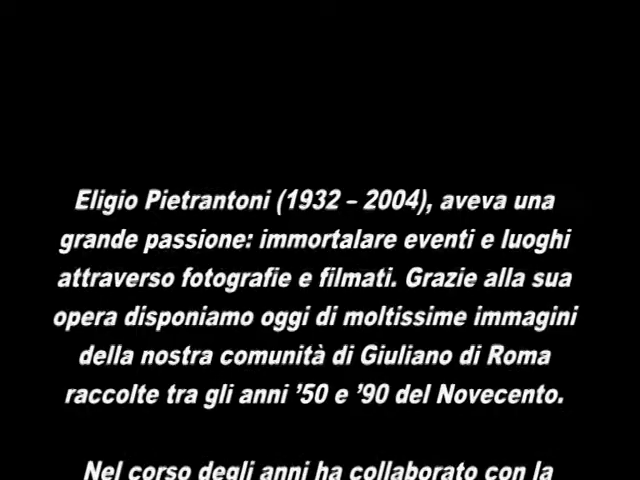 Eligio Pietrantoni (1932 – 2004), aveva una
grande passione: immortalare eventi e luoghi
attraverso fotografie e filmati. Grazie alla sua
opera disponiamo oggi di moltissime immagini
della nostra comunità di Giuliano di Roma
raccolte tra gli anni ’50 e ’90 del Novecento.
Nel corso degli anni ha collaborato con la